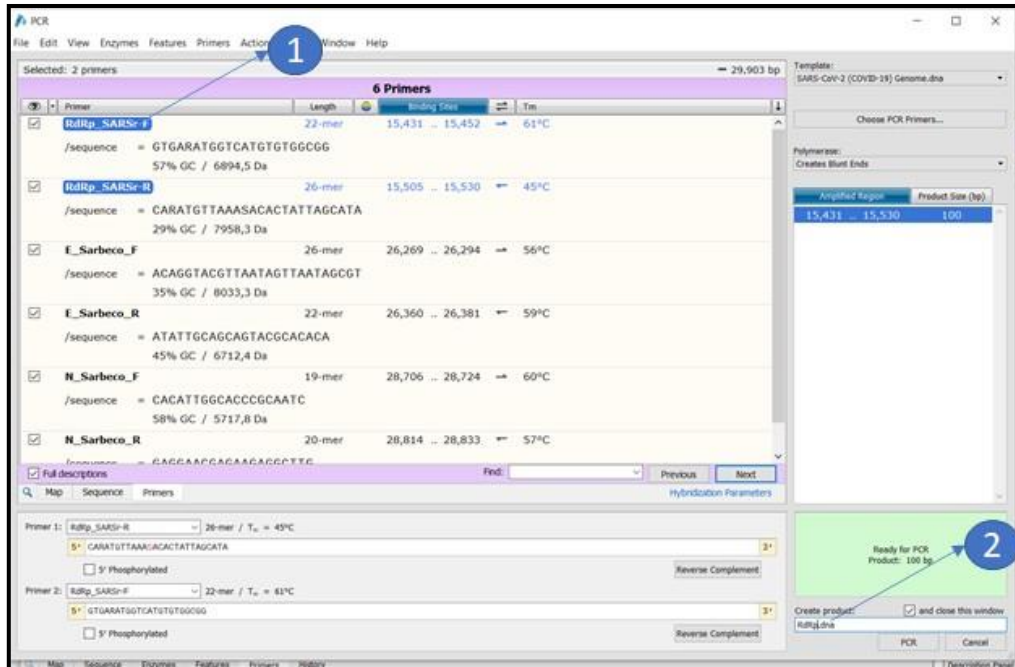 PCR
File Edit View Enzymes Features Primers Window Help
1
Selected: 2 primers
29,903 bp
6 Primers
Primer Length Binding Sites Tm
RdRp_SARSr-F 22-mer 15,431 .. 15,452 61°C
/sequence = GTGARATGGTCATGTGTGGCGG
57% GC / 6894,5 Da
RdRp_SARSr-R 26-mer 15,505 .. 15,530 45°C
/sequence = CARATGTTAAASACACTATTAGCATA
29% GC / 7958,3 Da
E_Sarbeco_F 26-mer 26,269 .. 26,294 56°C
/sequence = ACAGGTACGTTAATAGTTAATAGCGT
35% GC / 8033,3 Da
E_Sarbeco_R 22-mer 26,360 .. 26,381 59°C
/sequence = ATATTGCAGCAGTACGCACACA
45% GC / 6712,4 Da
N_Sarbeco_F 19-mer 28,706 .. 28,724 60°C
/sequence = CACATTGGCACCCGCAATC
58% GC / 5717,8 Da
N_Sarbeco_R 20-mer 28,814 .. 28,833 57°C
Full descriptions
Find:
Previous Next
Map Sequence Primers
Hybridization Parameters
Template:
SARS-CoV-2 (COVID-19) Genome.dna
Choose PCR Primers...
Polymerase:
Creates Blunt Ends
Amplified Region Product Size (bp)
15,431 .. 15,530 100
Primer 1: RdRp_SARSr-R 26-mer / Tm = 45°C
5' CARATGTTAAASACACTATTAGCATA 3'
5' Phosphorylated
Reverse Complement
Primer 2: RdRp_SARSr-F 22-mer / Tm = 61°C
5' GTGARATGGTCATGTGTGGCGG 3'
5' Phosphorylated
Reverse Complement
Ready for PCR
Product: 100 bp
2
Create product: and close this window
RdRp.dna
PCR Cancel
Map Sequence Enzymes Features Primers History
Description Panel